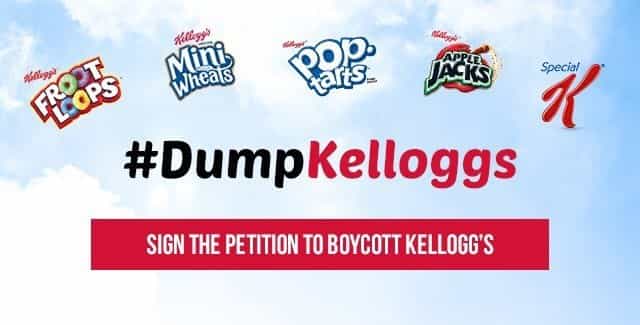 Kellogg's
FROOT
LOOPS
Kellogg's
Mini
Wheats
Kellogg's
POP•
tarts
Kellogg's
APPLE
JACKS
Special
K
#DumpKelloggs
SIGN THE PETITION TO BOYCOTT KELLOGG'S